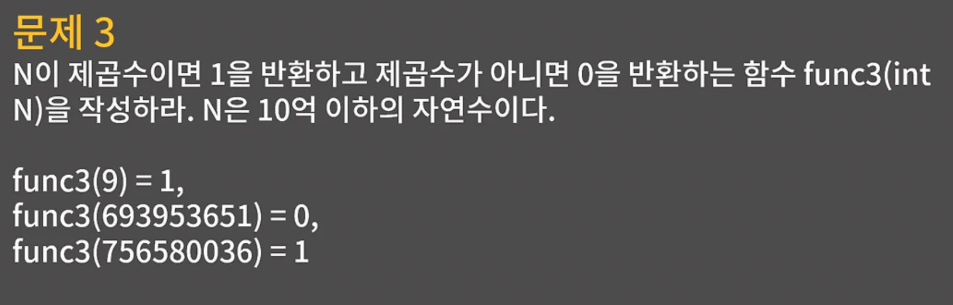 문제 3
N이 제곱수이면 1을 반환하고 제곱수가 아니면 0을 반환하는 함수 func3(int
N)을 작성하라. N은 10억 이하의 자연수이다.
func3(9) = 1,
func3(693953651) = 0,
func3(756580036) = 1